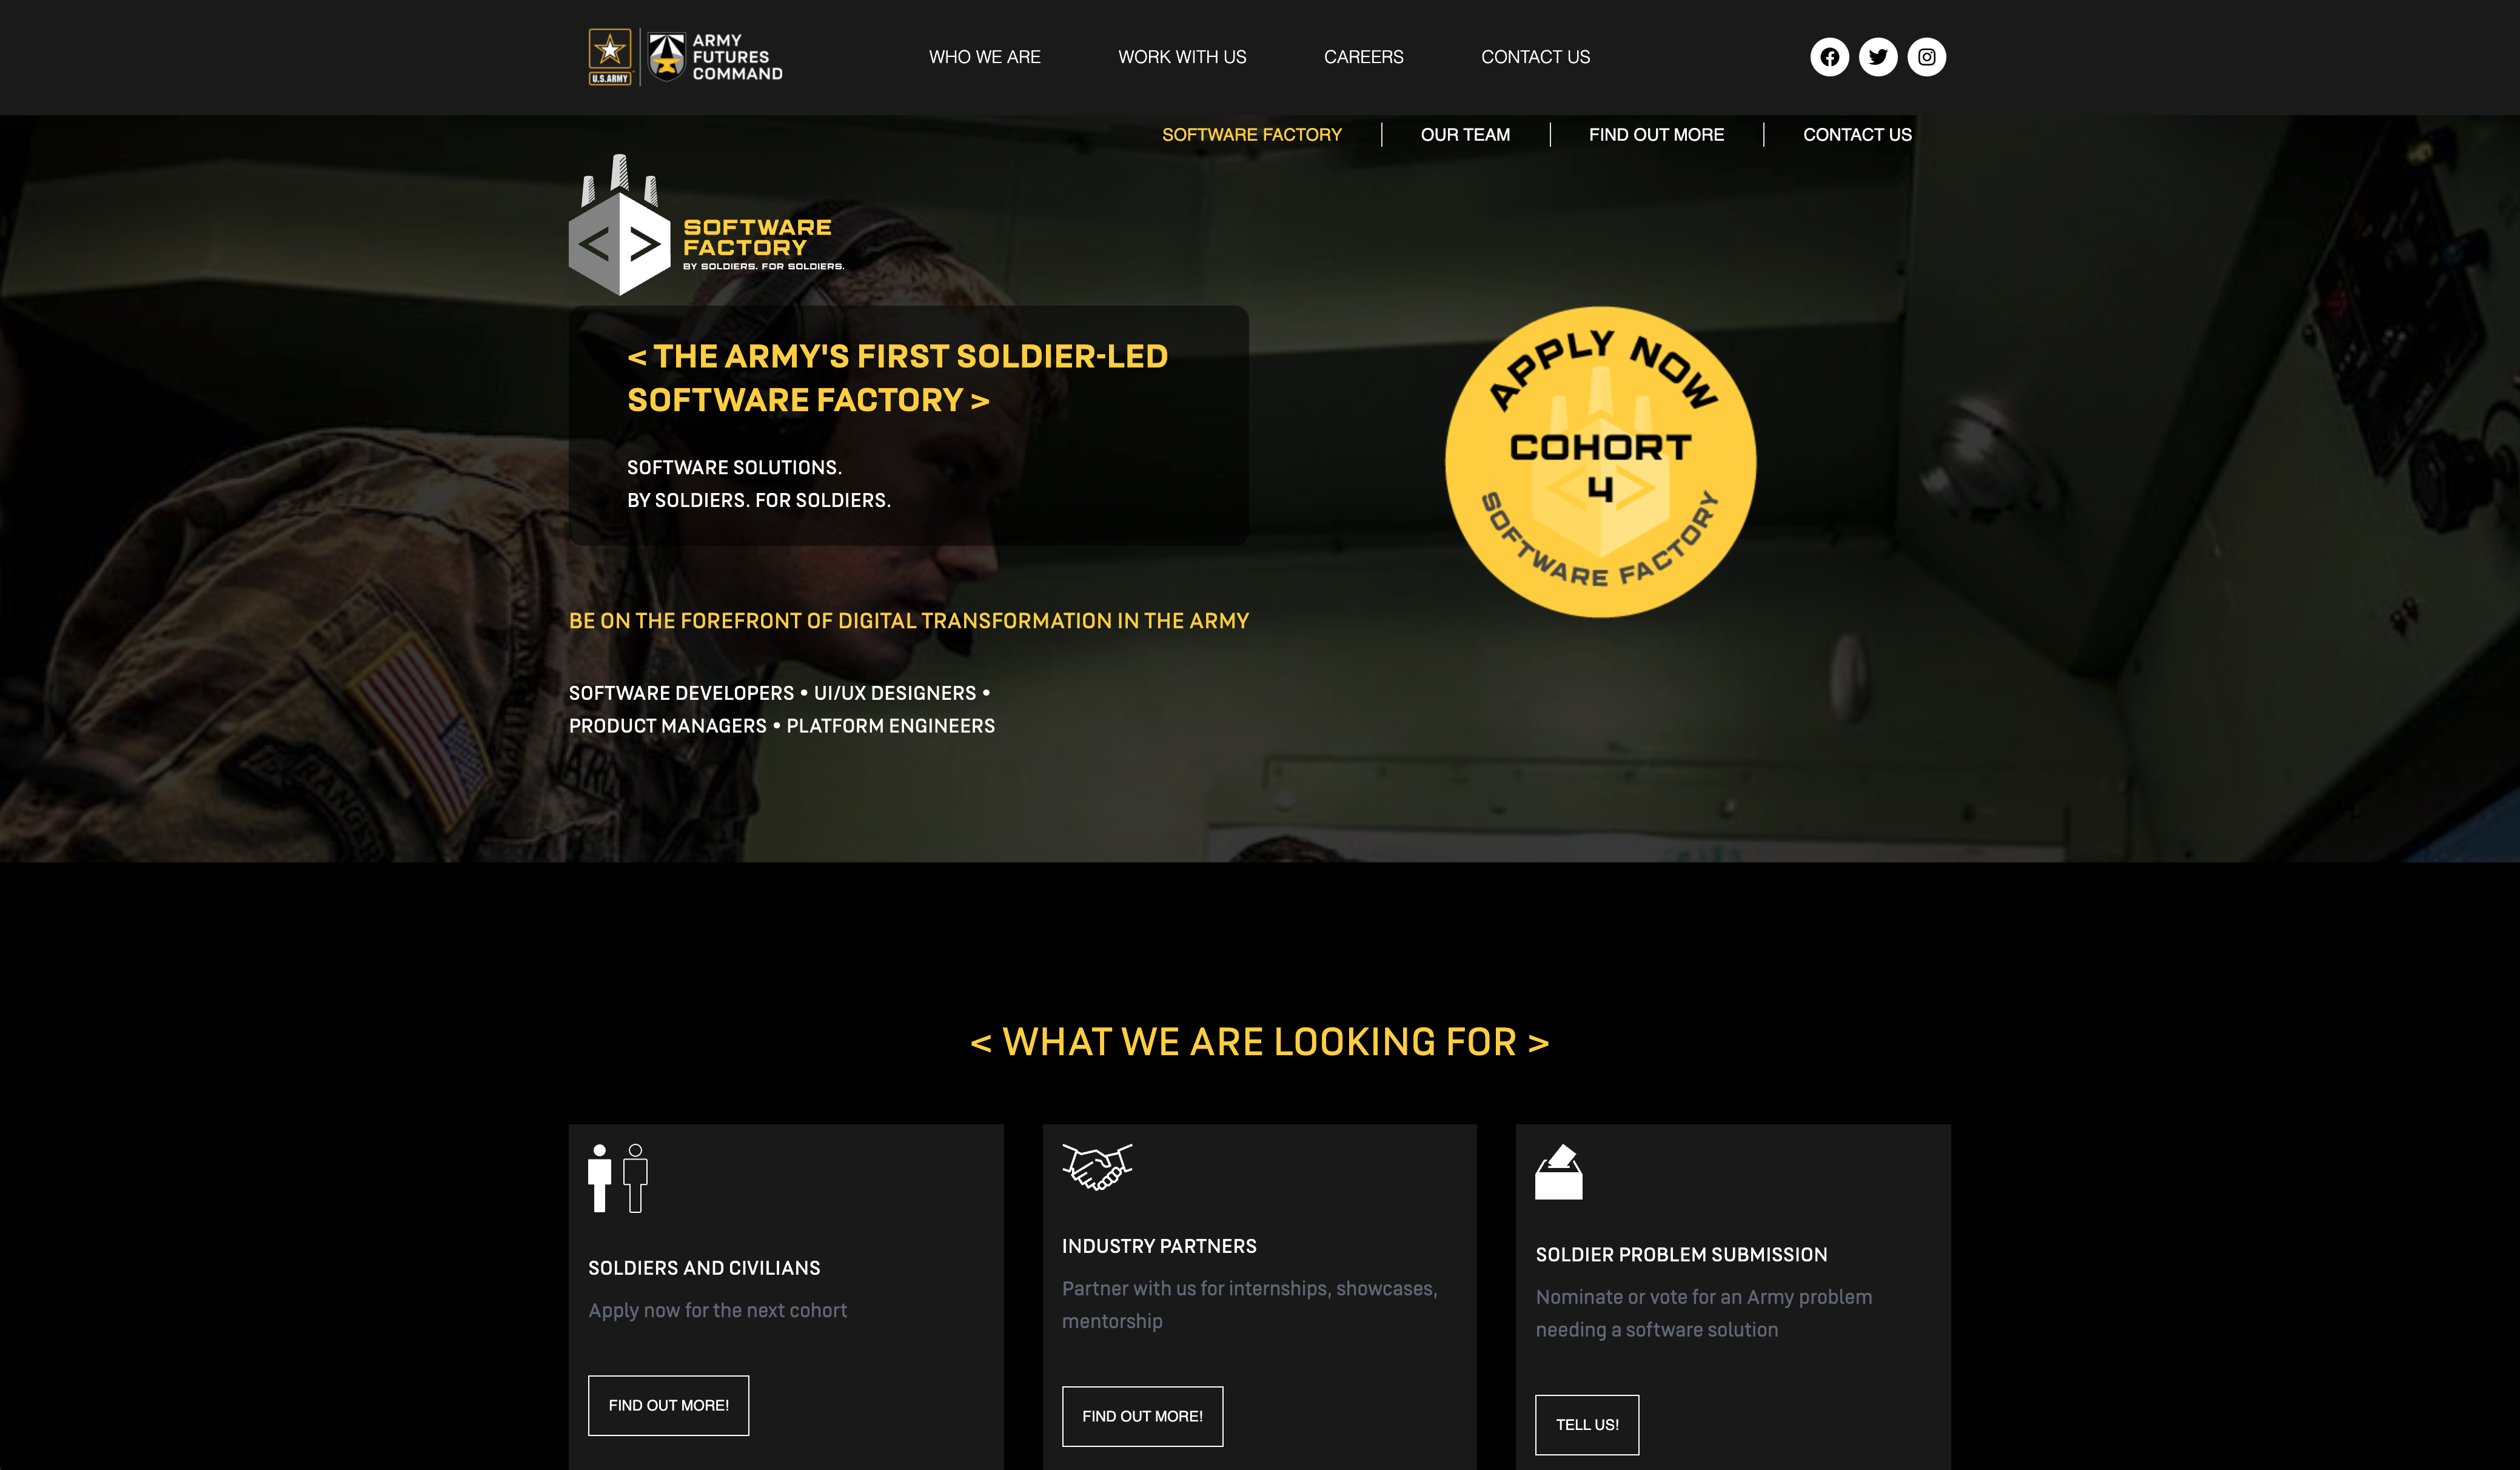 U.S.ARMY
ARMY
FUTURES
COMMAND
WHO WE ARE
WORK WITH US
CAREERS
CONTACT US
SOFTWARE FACTORY
OUR TEAM
FIND OUT MORE
CONTACT US
SOFTWARE
FACTORY
BY SOLDIERS. FOR SOLDIERS.
< THE ARMY'S FIRST SOLDIER-LED
SOFTWARE FACTORY >
SOFTWARE SOLUTIONS.
BY SOLDIERS. FOR SOLDIERS.
APPLY NOW
COHORT
4
SOFTWARE FACTORY
BE ON THE FOREFRONT OF DIGITAL TRANSFORMATION IN THE ARMY
SOFTWARE DEVELOPERS • UI/UX DESIGNERS •
PRODUCT MANAGERS • PLATFORM ENGINEERS
RANGER
< WHAT WE ARE LOOKING FOR >
SOLDIERS AND CIVILIANS
Apply now for the next cohort
FIND OUT MORE!
INDUSTRY PARTNERS
Partner with us for internships, showcases,
mentorship
FIND OUT MORE!
SOLDIER PROBLEM SUBMISSION
Nominate or vote for an Army problem
needing a software solution
TELL US!